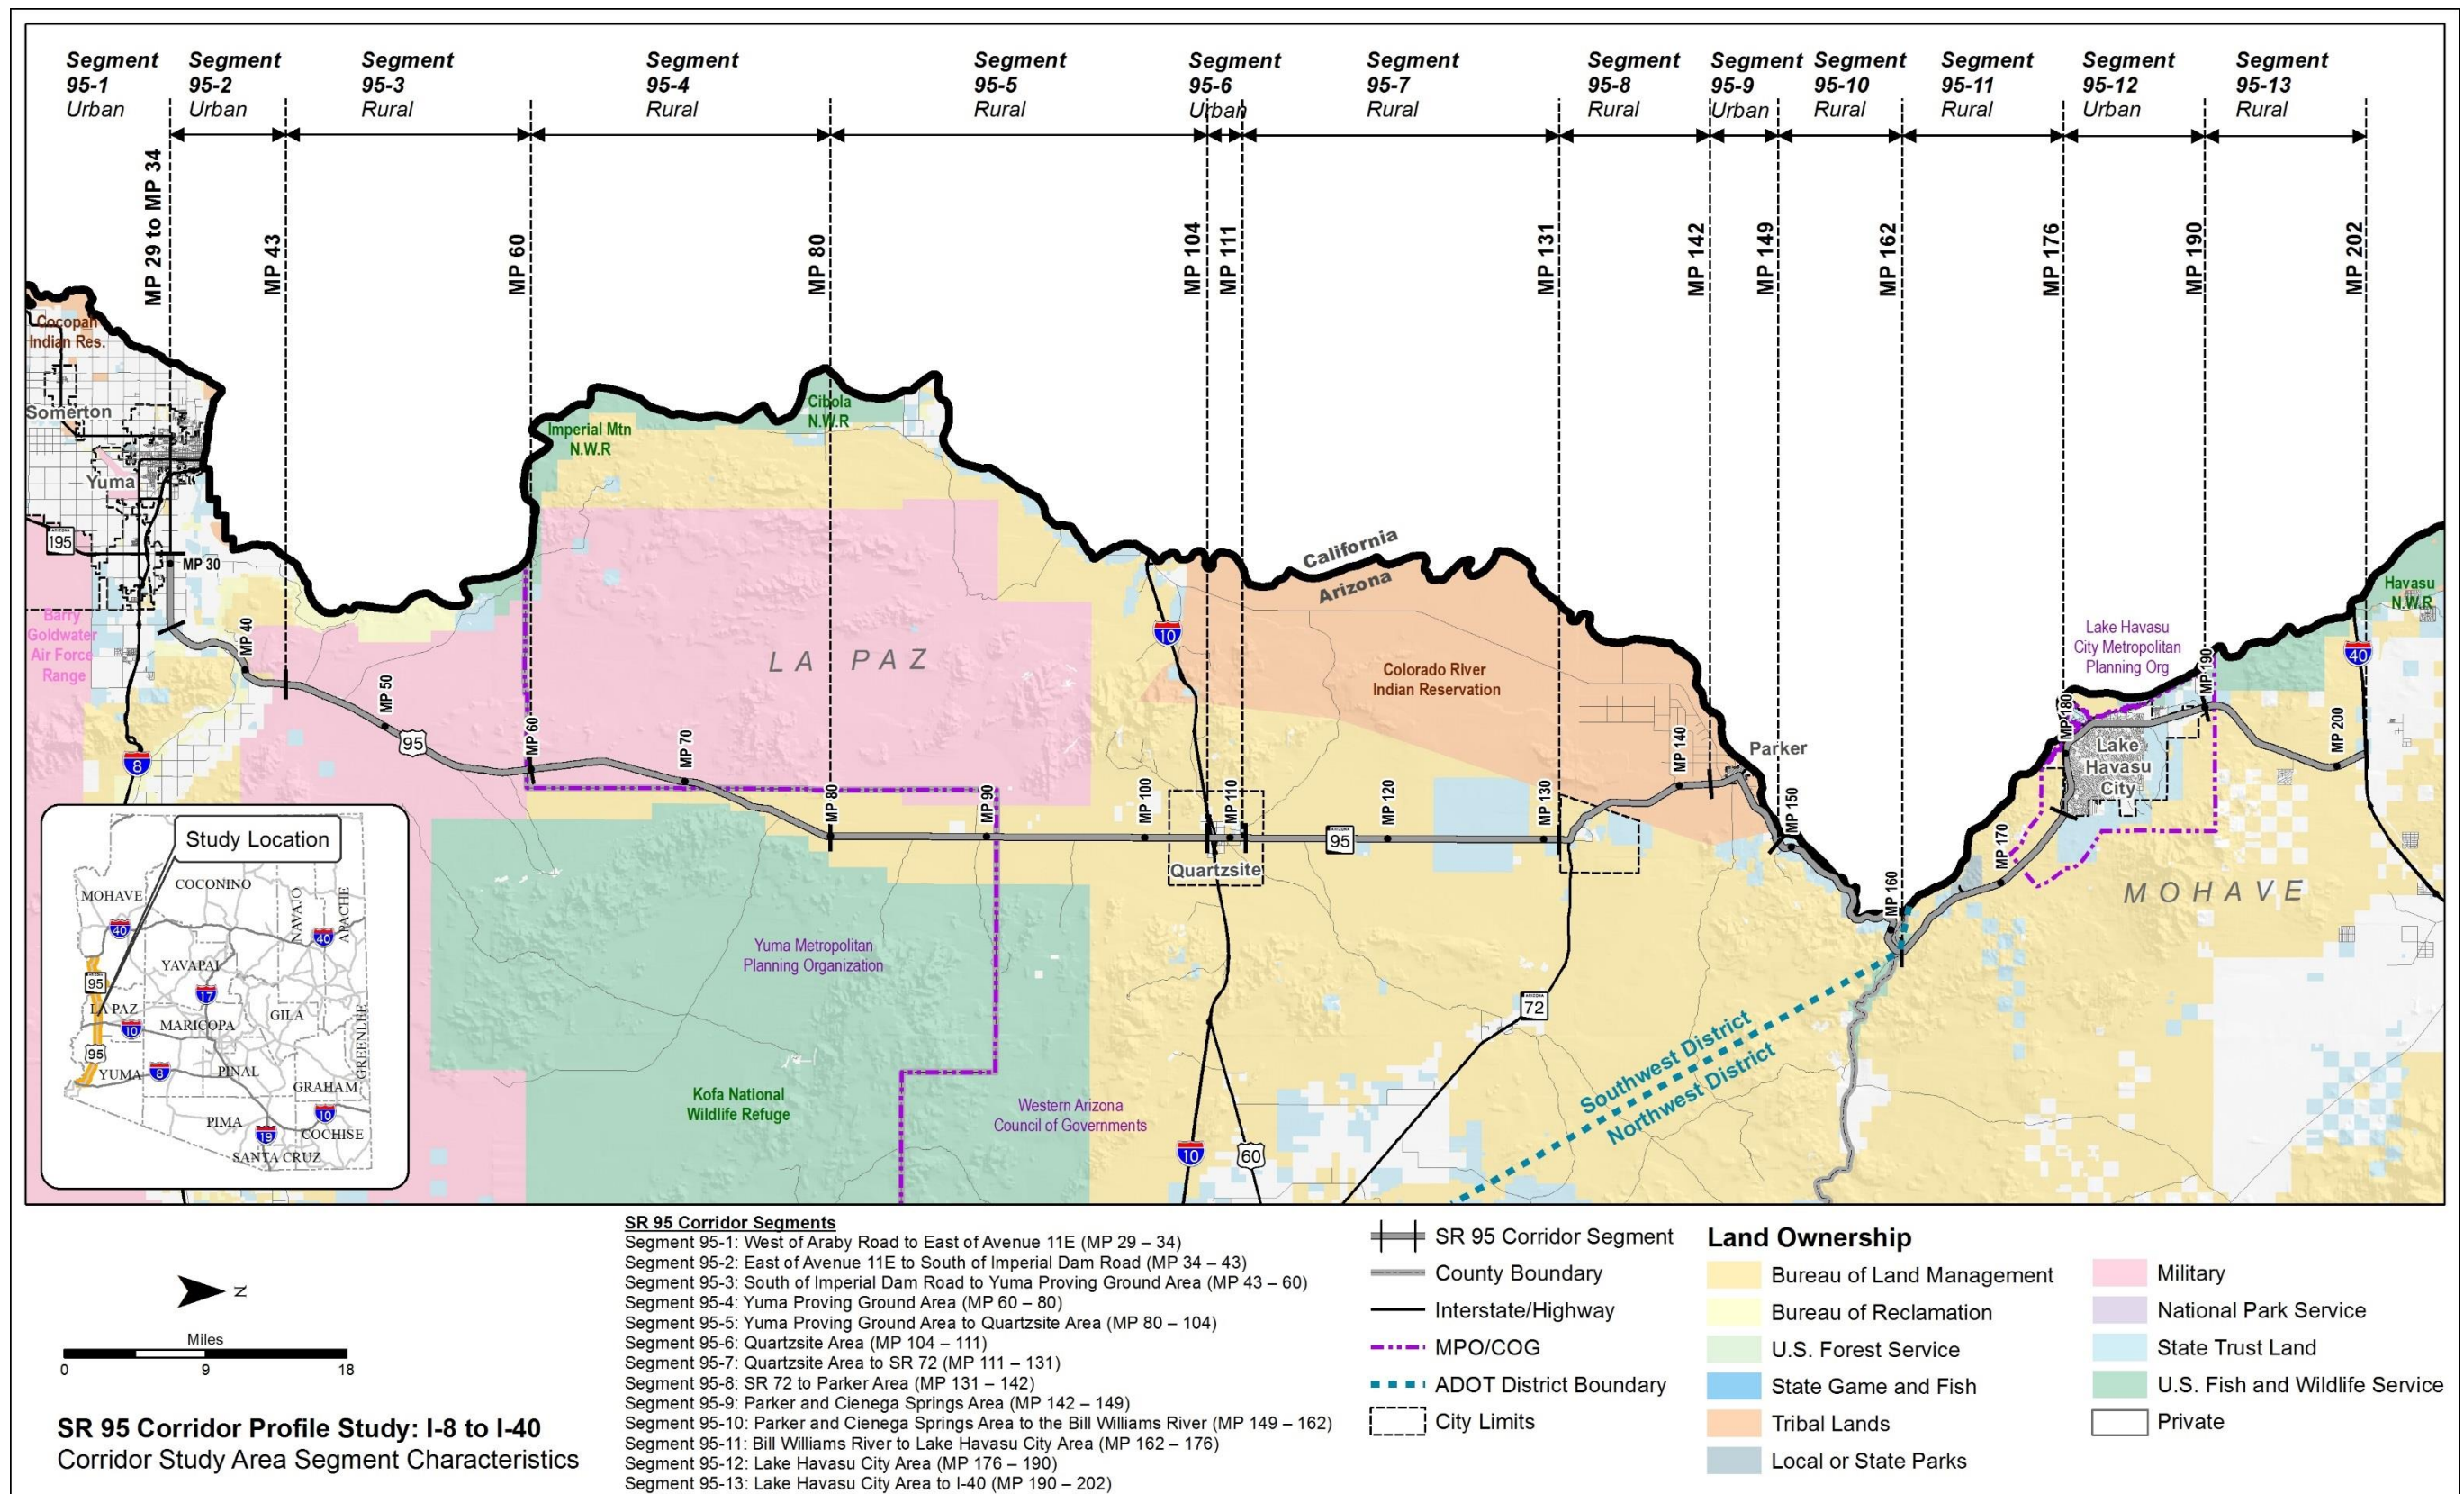 Segment
95-1
Urban
Segment
95-2
Urban
Segment
95-3
Rural
Segment
95-4
Rural
Segment
95-5
Rural
Segment
95-6
Urban
Segment
95-7
Rural
Segment
95-8
Rural
Segment
95-9
Urban
Segment
95-10
Rural
Segment
95-11
Rural
Segment
95-12
Urban
Segment
95-13
Rural
MP 29 to MP 34
MP 43
MP 60
MP 80
MP 104
MP 111
MP 131
MP 142
MP 149
MP 162
MP 176
MP 190
MP 202
Cocopah
Indian Res.
Somerton
Yuma
ARIZONA
195
MP 30
Barry
Goldwater
Air Force
Range
8
MP 40
MP 50
95
MP 60
MP 70
MP 80
MP 90
MP 100
MP 110
MP 120
MP 130
MP 140
MP 150
MP 160
MP 170
MP 180
MP 190
MP 200
Imperial Mtn
N.W.R
Cibola
N.W.R
LA PAZ
California
Arizona
10
Colorado River
Indian Reservation
Parker
Quartzsite
ARIZONA
95
Lake Havasu
City Metropolitan
Planning Org
Lake
Havasu
City
Havasu
N.W.R
40
MOHAVE
Yuma Metropolitan
Planning Organization
Kofa National
Wildlife Refuge
Western Arizona
Council of Governments
10
60
ARIZONA
72
Southwest District
Northwest District
Study Location
MOHAVE
COCONINO
NAVAJO
APACHE
40
40
YAVAPAI
95
17
LA PAZ
10
MARICOPA
GILA
GREENLEE
95
YUMA
8
PINAL
GRAHAM
PIMA
10
19
COCHISE
SANTA CRUZ
N
Miles
0 9 18
SR 95 Corridor Profile Study: I-8 to I-40
Corridor Study Area Segment Characteristics
SR 95 Corridor Segments
Segment 95-1: West of Araby Road to East of Avenue 11E (MP 29 – 34)
Segment 95-2: East of Avenue 11E to South of Imperial Dam Road (MP 34 – 43)
Segment 95-3: South of Imperial Dam Road to Yuma Proving Ground Area (MP 43 – 60)
Segment 95-4: Yuma Proving Ground Area (MP 60 – 80)
Segment 95-5: Yuma Proving Ground Area to Quartzsite Area (MP 80 – 104)
Segment 95-6: Quartzsite Area (MP 104 – 111)
Segment 95-7: Quartzsite Area to SR 72 (MP 111 – 131)
Segment 95-8: SR 72 to Parker Area (MP 131 – 142)
Segment 95-9: Parker and Cienega Springs Area (MP 142 – 149)
Segment 95-10: Parker and Cienega Springs Area to the Bill Williams River (MP 149 – 162)
Segment 95-11: Bill Williams River to Lake Havasu City Area (MP 162 – 176)
Segment 95-12: Lake Havasu City Area (MP 176 – 190)
Segment 95-13: Lake Havasu City Area to I-40 (MP 190 – 202)
SR 95 Corridor Segment
County Boundary
Interstate/Highway
MPO/COG
ADOT District Boundary
City Limits
Land Ownership
Bureau of Land Management
Bureau of Reclamation
U.S. Forest Service
State Game and Fish
Tribal Lands
Local or State Parks
Military
National Park Service
State Trust Land
U.S. Fish and Wildlife Service
Private